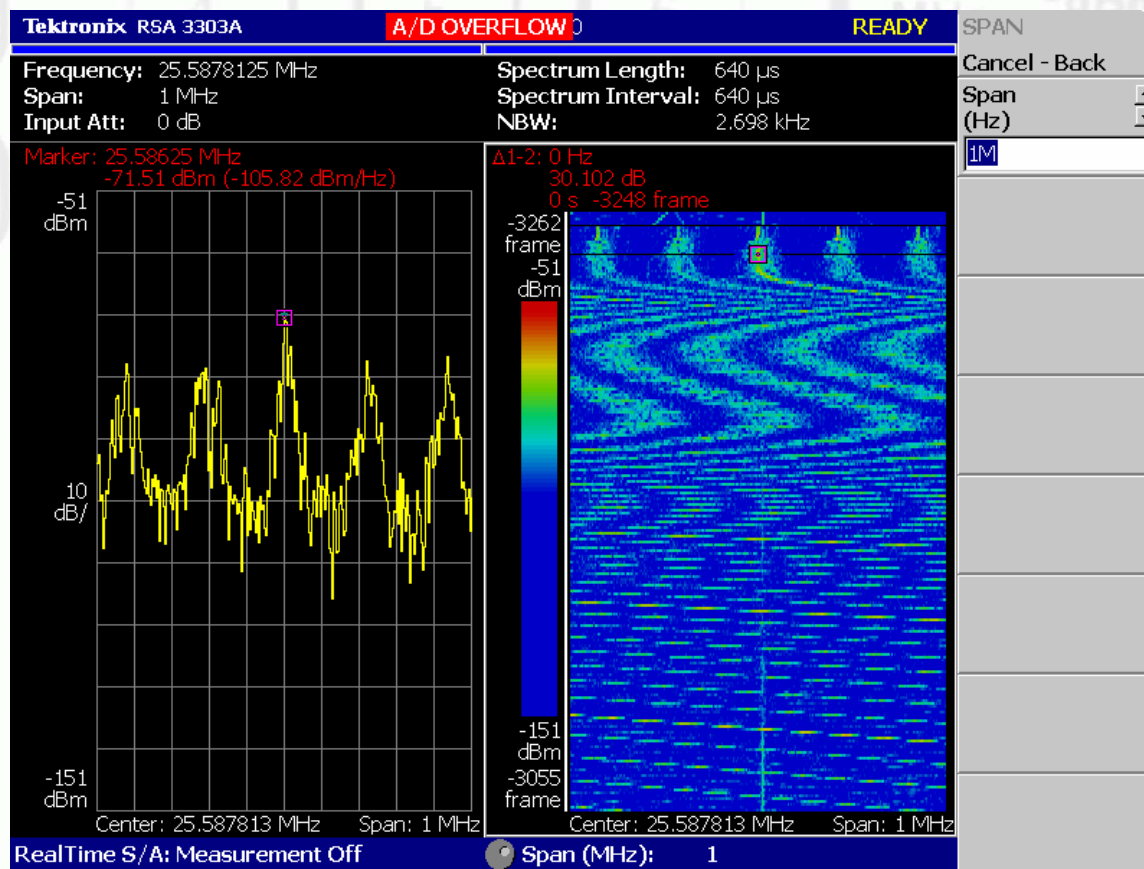 Tektronix RSA 3303A
A/D OVERFLOW
READY
SPAN
Cancel - Back
Frequency: 25.5878125 MHz
Span: 1 MHz
Input Att: 0 dB
Spectrum Length: 640 µs
Spectrum Interval: 640 µs
NBW: 2.698 kHz
Span
(Hz)
1M
Marker: 25.58625 MHz
-71.51 dBm (-105.82 dBm/Hz)
-51
dBm
10
dB/
-151
dBm
Center: 25.587813 MHz Span: 1 MHz
Δ1-2: 0 Hz
30.102 dB
0 s -3248 frame
-3262
frame
-51
dBm
-151
dBm
-3055
frame
Center: 25.587813 MHz Span: 1 MHz
RealTime S/A: Measurement Off
Span (MHz): 1